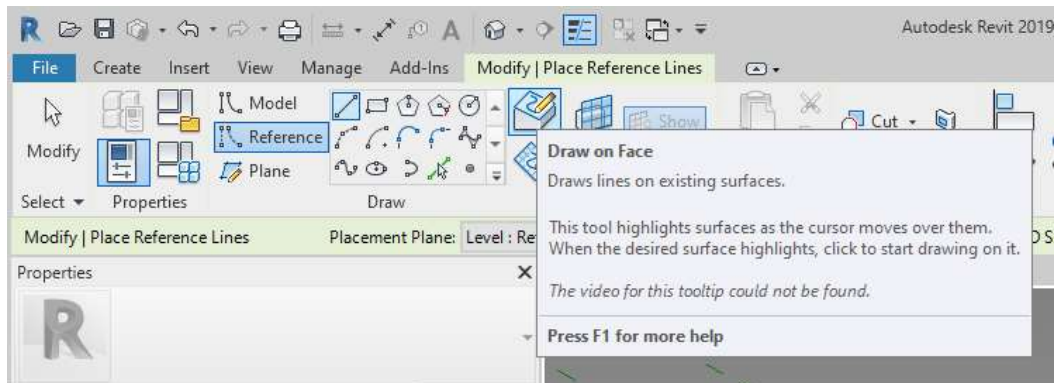 Autodesk Revit 2019
File Create Insert View Manage Add-Ins Modify | Place Reference Lines
Model
Reference
Plane
Modify
Show
Cut
Select Properties Draw
Modify | Place Reference Lines Placement Plane: Level : Re
Properties
Draw on Face
Draws lines on existing surfaces.
This tool highlights surfaces as the cursor moves over them.
When the desired surface highlights, click to start drawing on it.
The video for this tooltip could not be found.
Press F1 for more help